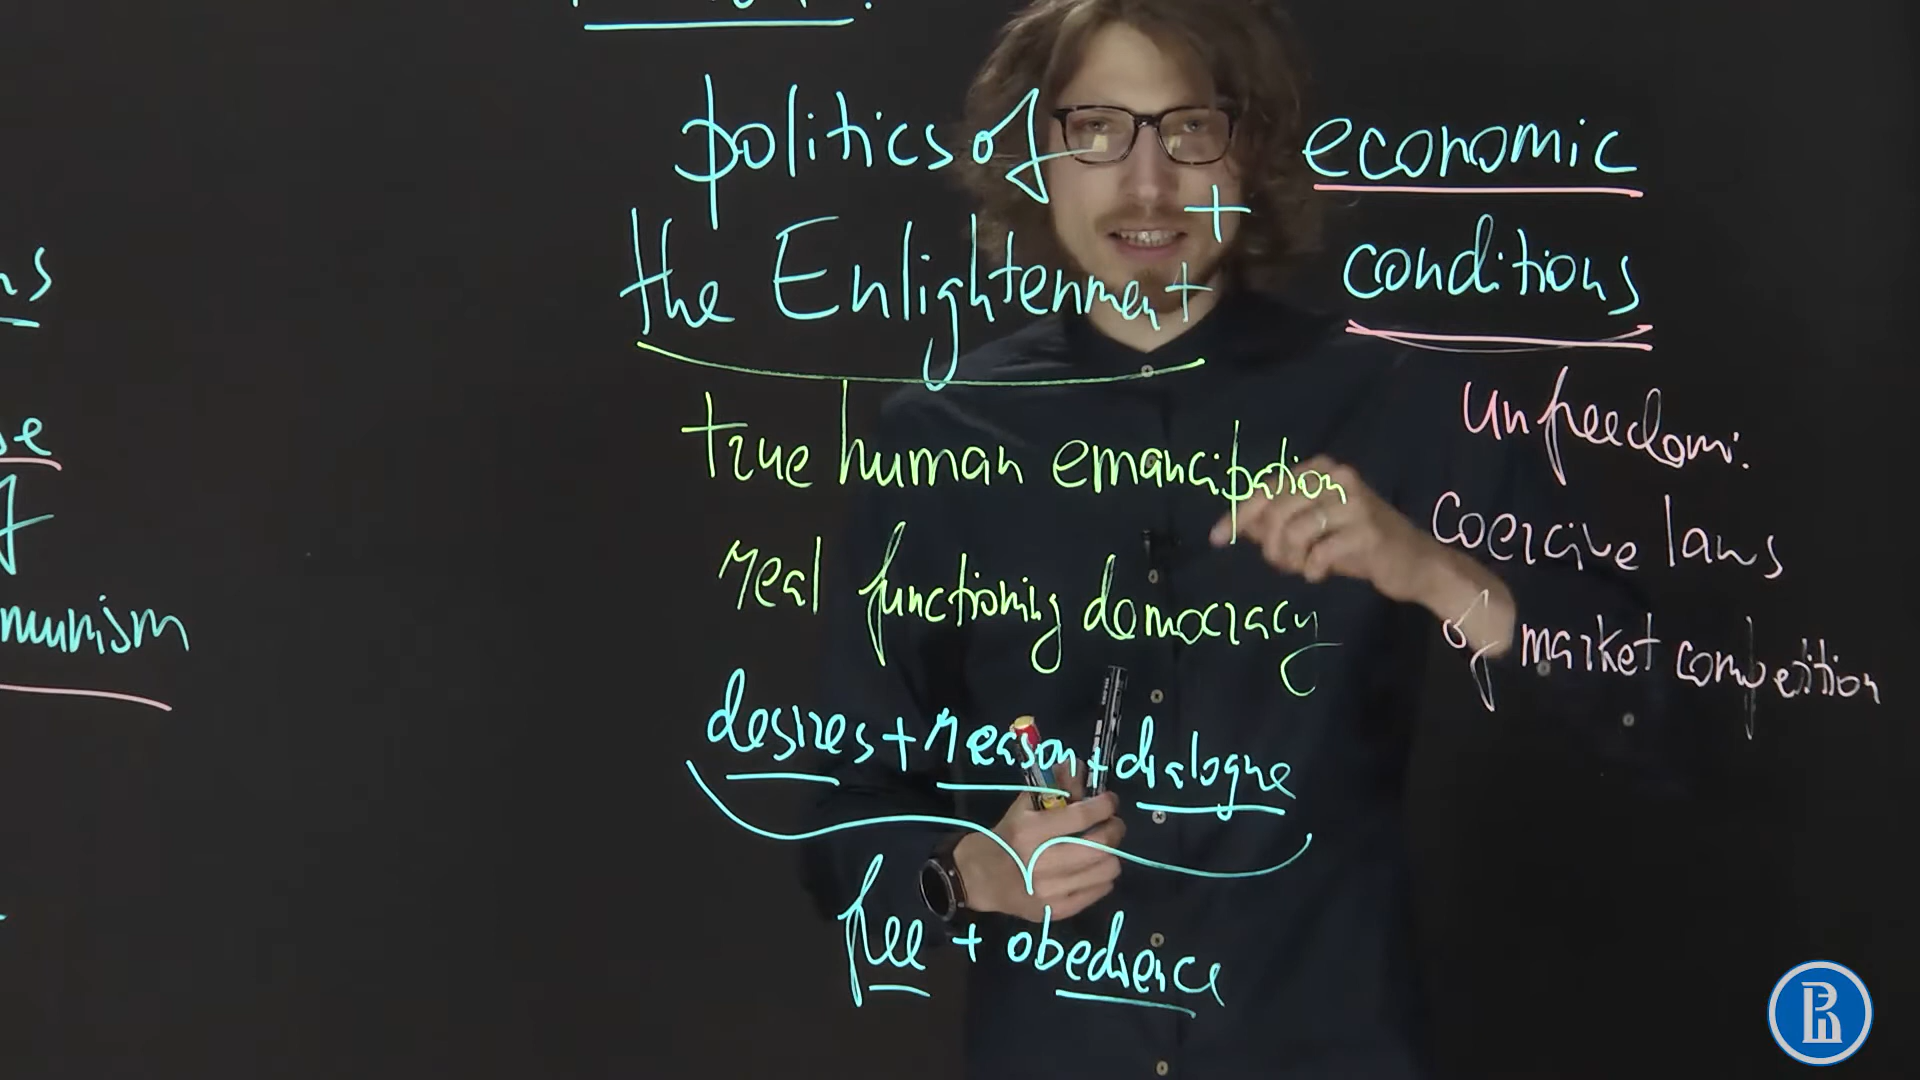 politics of + economic
the Enlightenment conditions
true human emancipation
real functioning democracy
desires + reason + dialogue
free + obedience
unfreedom:
coercive laws
of market competition